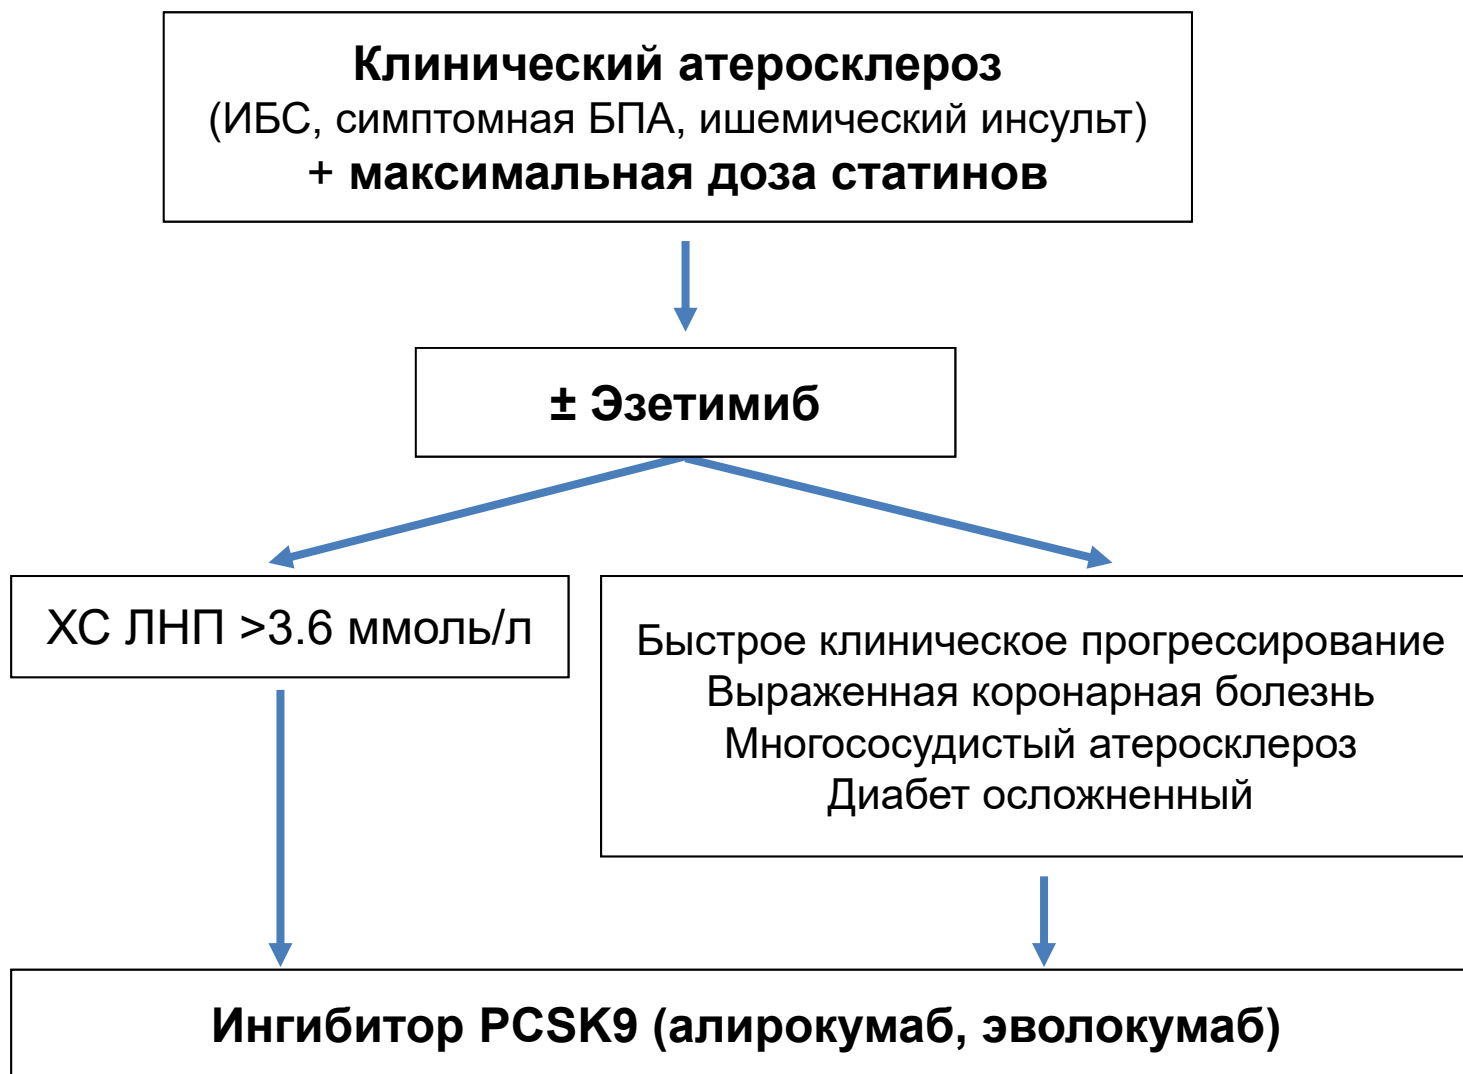 Клинический атеросклероз
(ИБС, симптомная БПА, ишемический инсульт)
+ максимальная доза статинов
± Эзетимиб
ХС ЛНП >3.6 ммоль/л
Быстрое клиническое прогрессирование
Выраженная коронарная болезнь
Многососудистый атеросклероз
Диабет осложненный
Ингибитор PCSK9 (алирокумаб, эволокумаб)